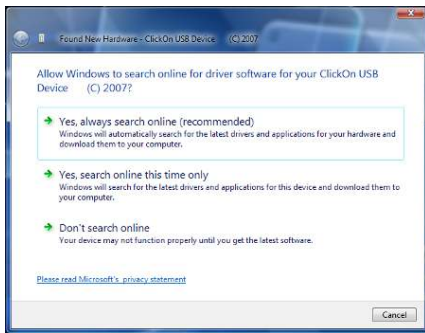 Found New Hardware - ClickOn USB Device (C) 2007
Allow Windows to search online for driver software for your ClickOn USB
Device (C) 2007?
Yes, always search online (recommended)
Windows will automatically search for the latest drivers and applications for your hardware and
download them to your computer.
Yes, search online this time only
Windows will search for the latest drivers and applications for this device and download them to
your computer.
Don't search online
Your device may not function properly until you get the latest software.
Please read Microsoft's privacy statement
Cancel